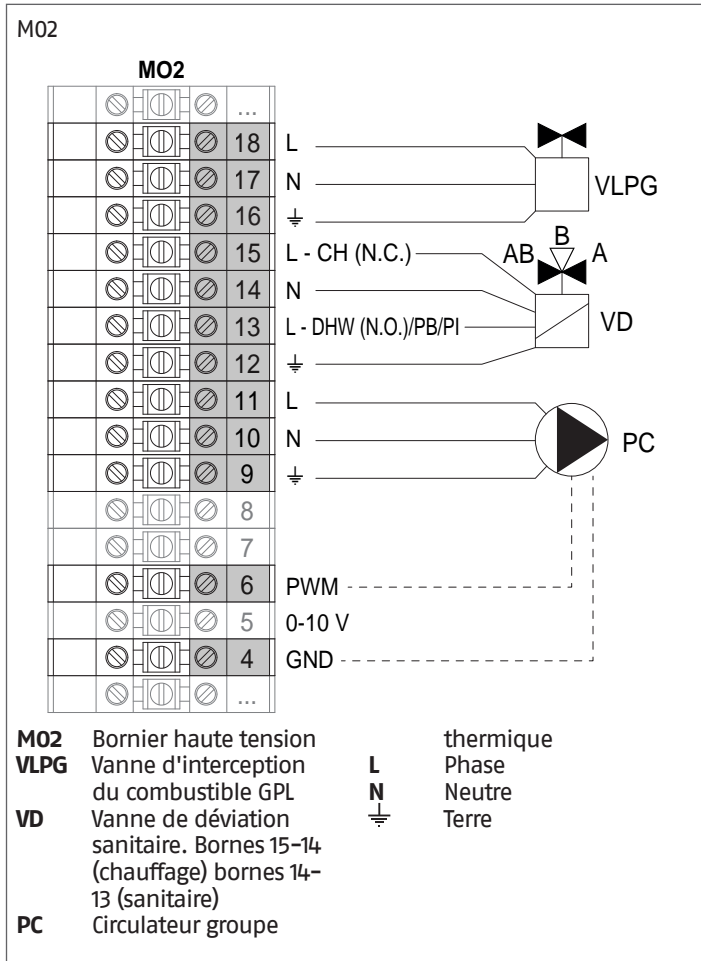 M02
MO2
...
18 L
17 N VLPG
16 ⏚
15 L - CH (N.C.) AB B A
14 N
13 L - DHW (N.O.)/PB/PI VD
12 ⏚
11 L
10 N PC
9 ⏚
8
7
6 PWM
5 0-10 V
4 GND
...
M02 Bornier haute tension
VLPG Vanne d'interception
du combustible GPL
VD Vanne de déviation
sanitaire. Bornes 15-14
(chauffage) bornes 14-
13 (sanitaire)
PC Circulateur groupe
thermique
L Phase
N Neutre
⏚ Terre